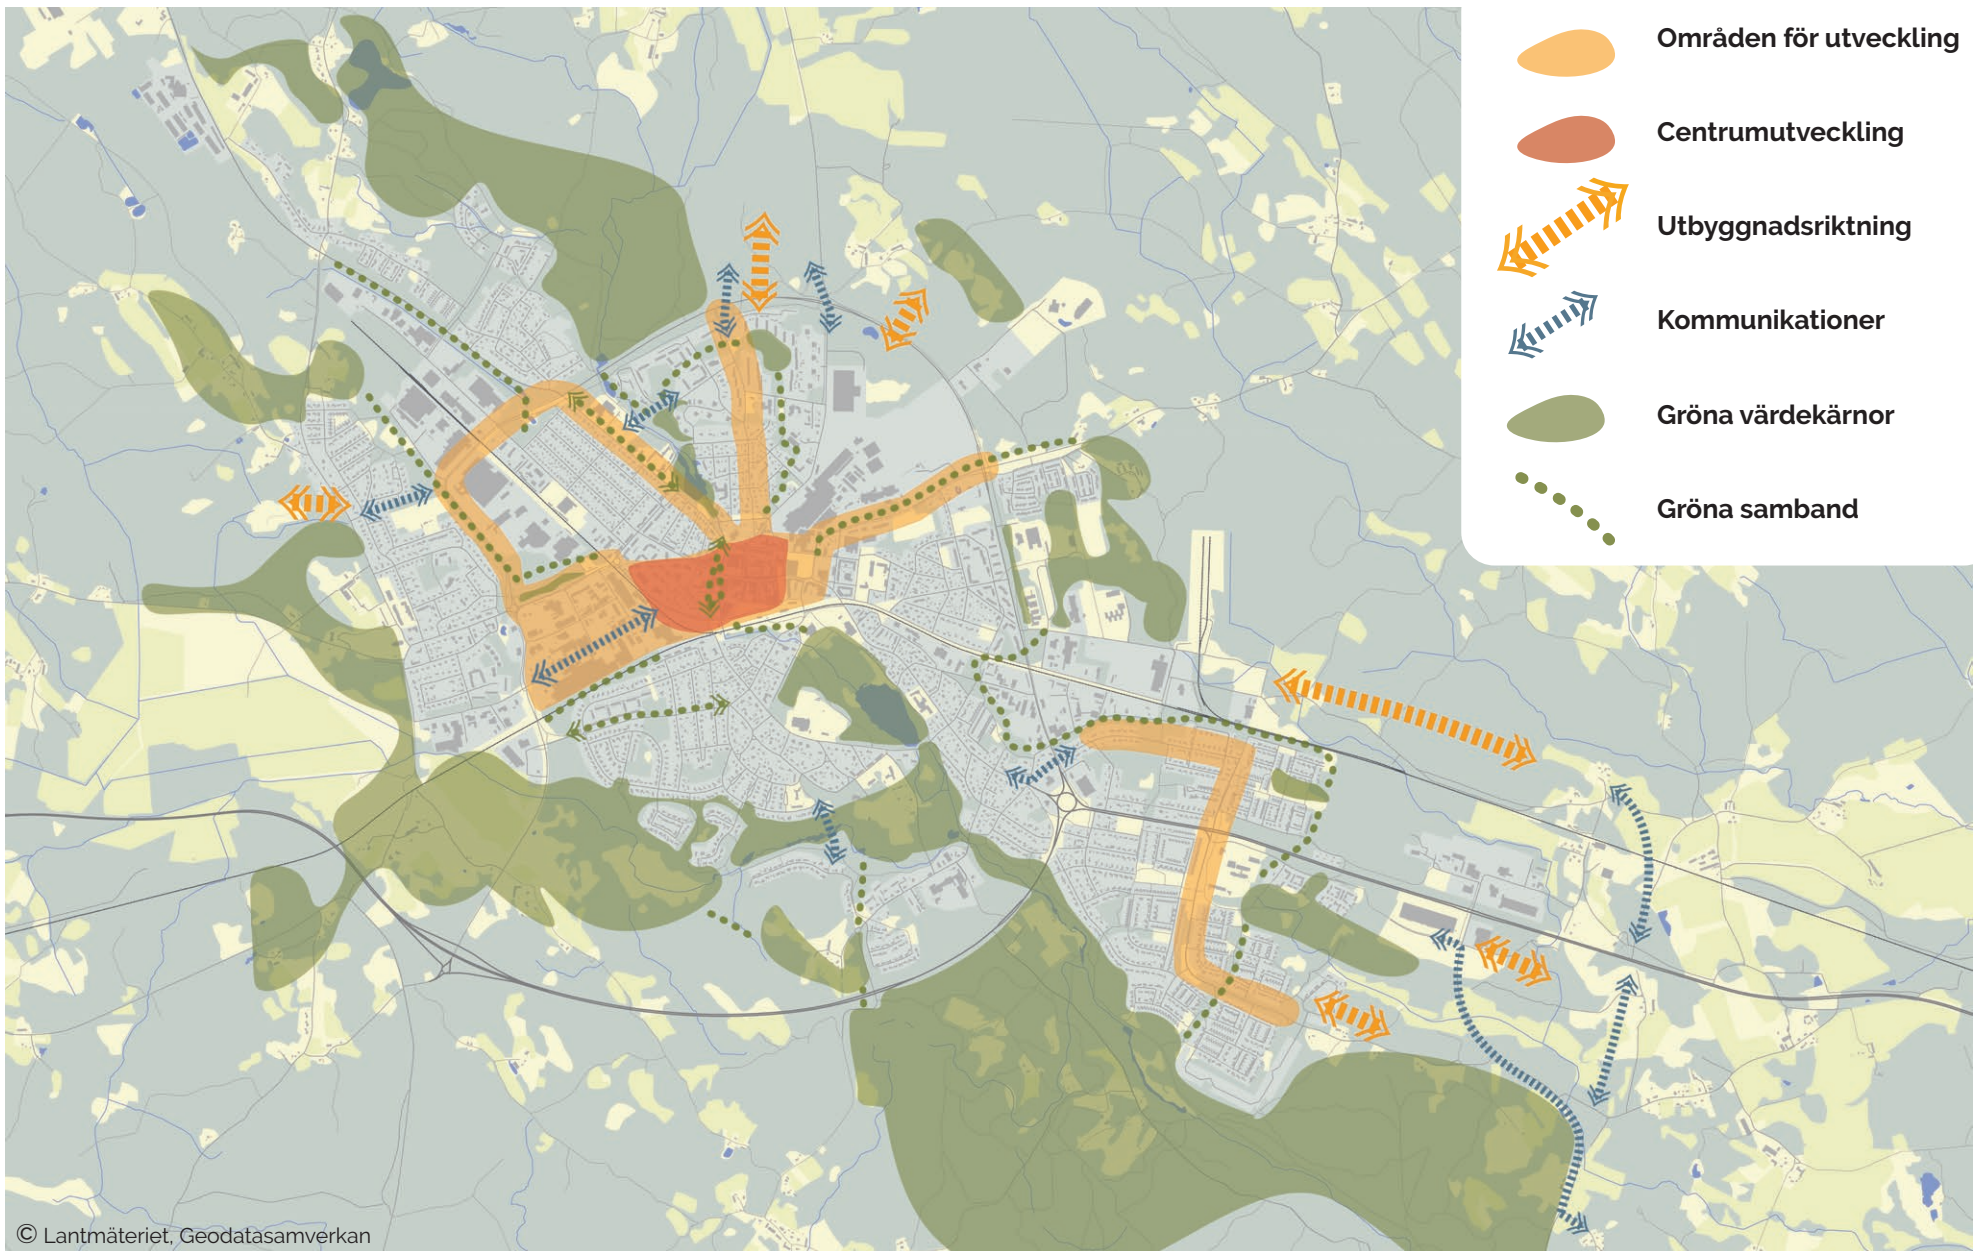 Områden för utveckling
Centrumutveckling
Utbyggnadsriktning
Kommunikationer
Gröna värdekärnor
Gröna samband
© Lantmäteriet, Geodatasamverkan